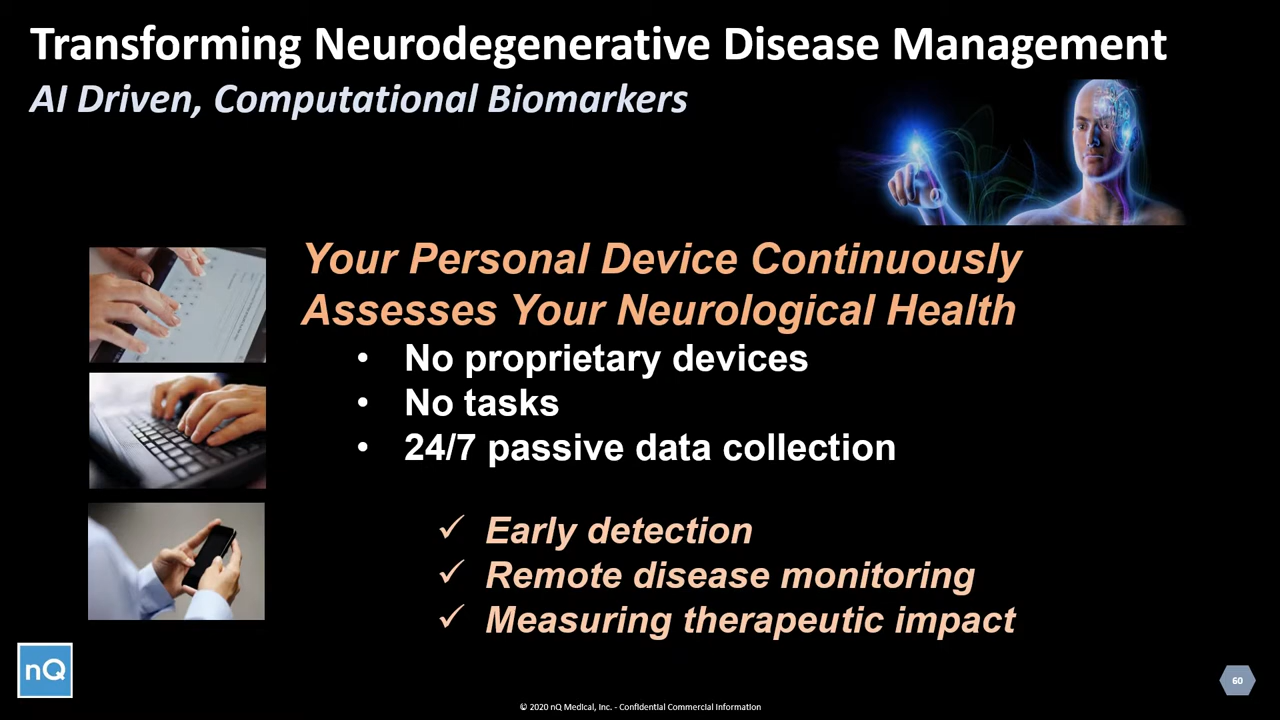 Transforming Neurodegenerative Disease Management
AI Driven, Computational Biomarkers
Your Personal Device Continuously
Assesses Your Neurological Health
• No proprietary devices
• No tasks
• 24/7 passive data collection
✓ Early detection
✓ Remote disease monitoring
✓ Measuring therapeutic impact
nQ
60
© 2020 nQ Medical, Inc. - Confidential Commercial Information